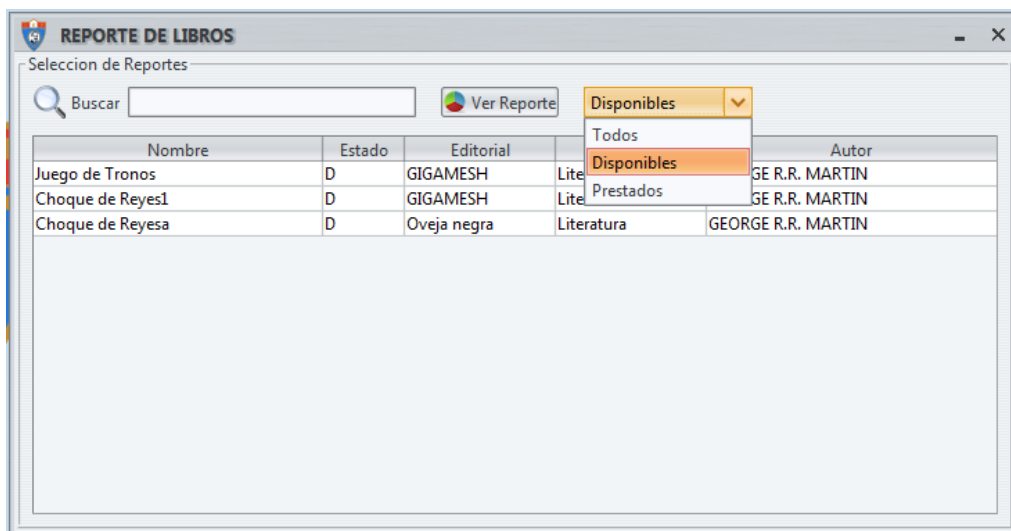 REPORTE DE LIBROS
Seleccion de Reportes
Buscar Ver Reporte Disponibles
Todos
Disponibles
Prestados
Nombre Estado Editorial Autor
Juego de Tronos D GIGAMESH Lite GE R.R. MARTIN
Choque de Reyes1 D GIGAMESH Lite GE R.R. MARTIN
Choque de Reyesa D Oveja negra Literatura GEORGE R.R. MARTIN